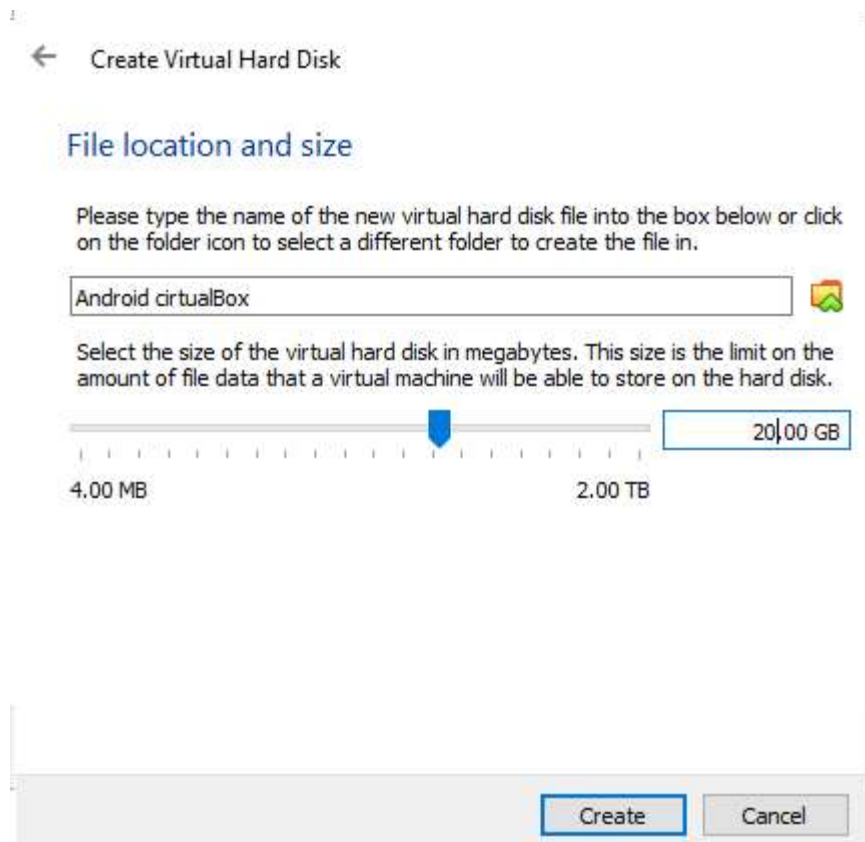 Create Virtual Hard Disk
File location and size
Please type the name of the new virtual hard disk file into the box below or click
on the folder icon to select a different folder to create the file in.
Android cirtualBox
Select the size of the virtual hard disk in megabytes. This size is the limit on the
amount of file data that a virtual machine will be able to store on the hard disk.
20.00 GB
4.00 MB 2.00 TB
Create Cancel